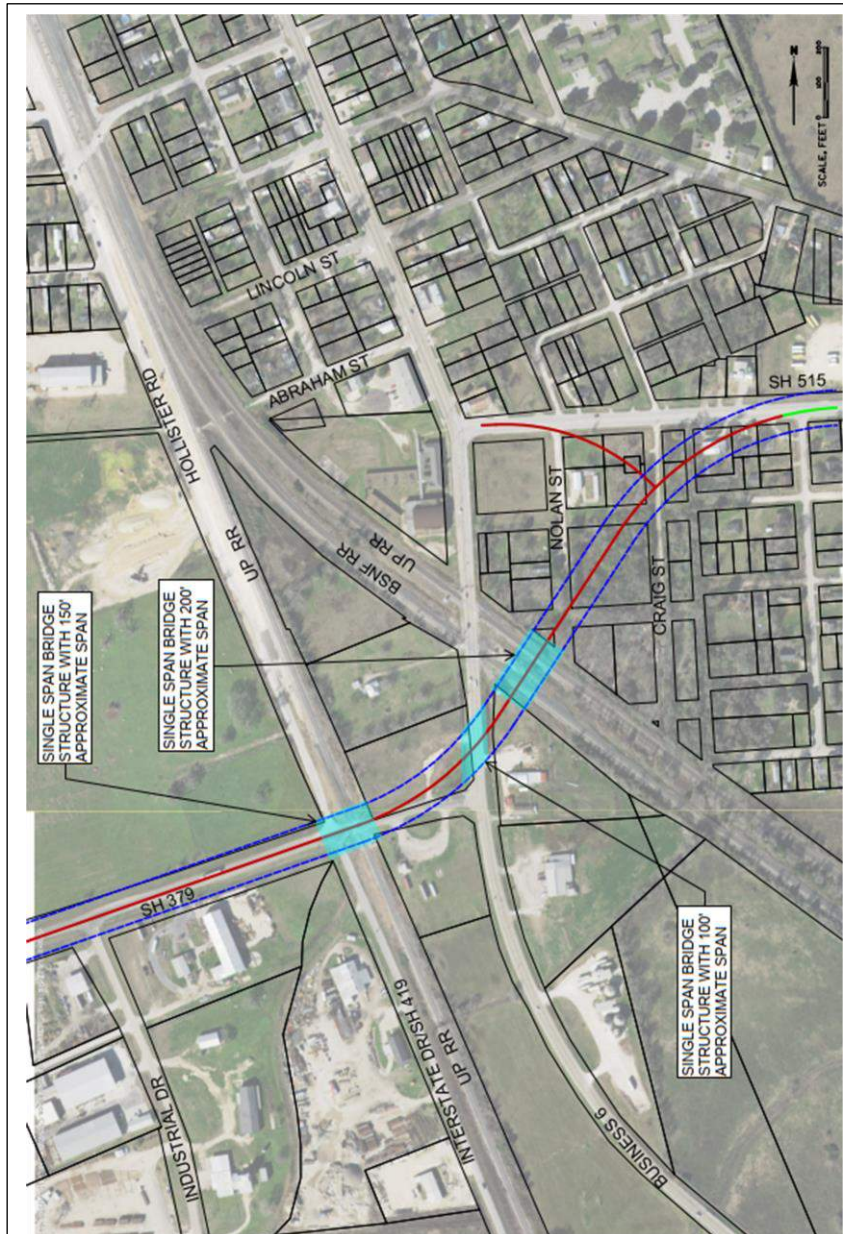 N
0 100 200
SCALE, FEET
LINCOLN ST
ABRAHAM ST
HOLLISTER RD
SH 515
UP RR
BSNF RR
UP RR
NOLAN ST
CRAIG ST
SINGLE SPAN BRIDGE
STRUCTURE WITH 150'
APPROXIMATE SPAN
SINGLE SPAN BRIDGE
STRUCTURE WITH 200'
APPROXIMATE SPAN
SH 379
SINGLE SPAN BRIDGE
STRUCTURE WITH 100'
APPROXIMATE SPAN
INTERSTATE DR/SH 419
UP RR
INDUSTRIAL DR
BUSINESS 6